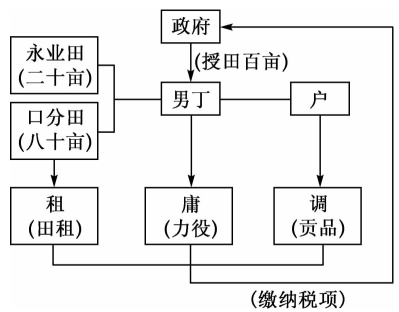 政府
(授田百亩)
永业田
(二十亩)
口分田
(八十亩)
男丁
户
租
(田租)
庸
(力役)
调
(贡品)
(缴纳税项)